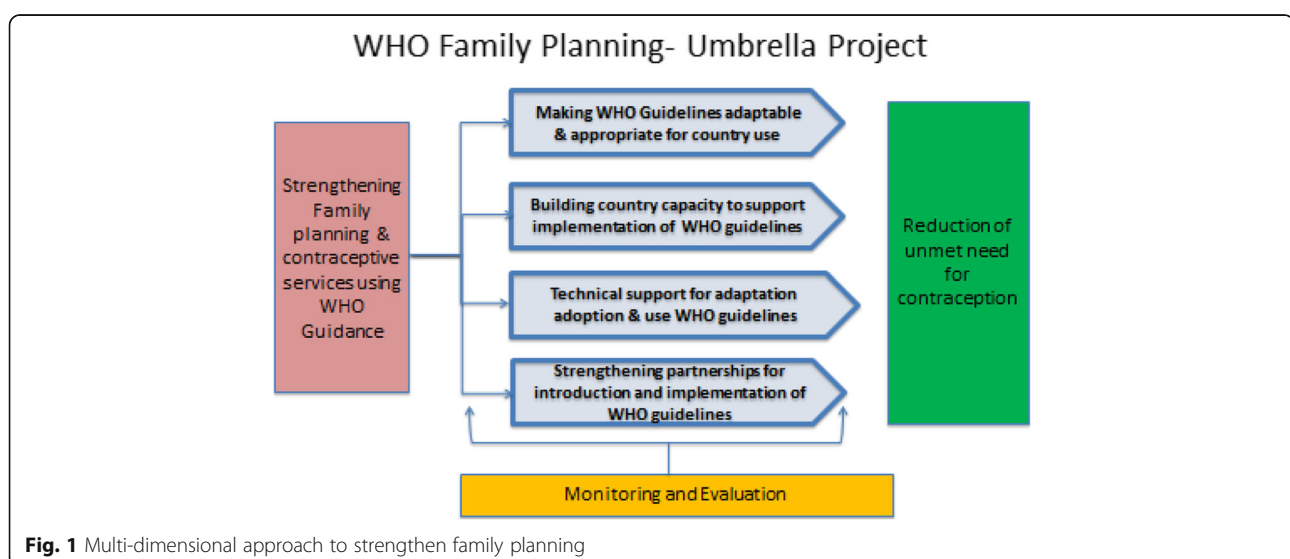 WHO Family Planning- Umbrella Project
Strengthening
Family
planning &
contraceptive
services using
WHO
Guidance
Making WHO Guidelines adaptable
& appropriate for country use
Building country capacity to support
implementation of WHO guidelines
Technical support for adaptation
adoption & use WHO guidelines
Strengthening partnerships for
introduction and implementation of
WHO guidelines
Reduction of
unmet need
for
contraception
Monitoring and Evaluation
Fig. 1 Multi-dimensional approach to strengthen family planning